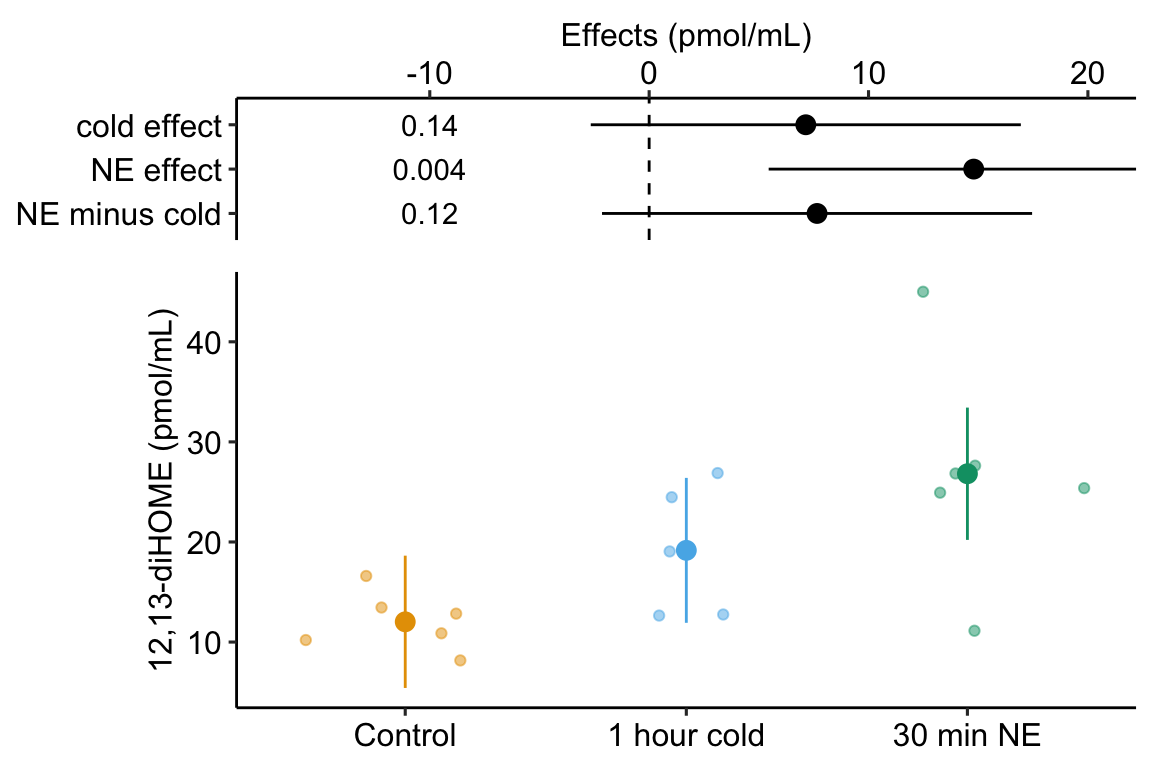 Effects (pmol/mL)
-10 0 10 20
cold effect 0.14
NE effect 0.004
NE minus cold 0.12
12,13-diHOME (pmol/mL)
40
30
20
10
Control 1 hour cold 30 min NE